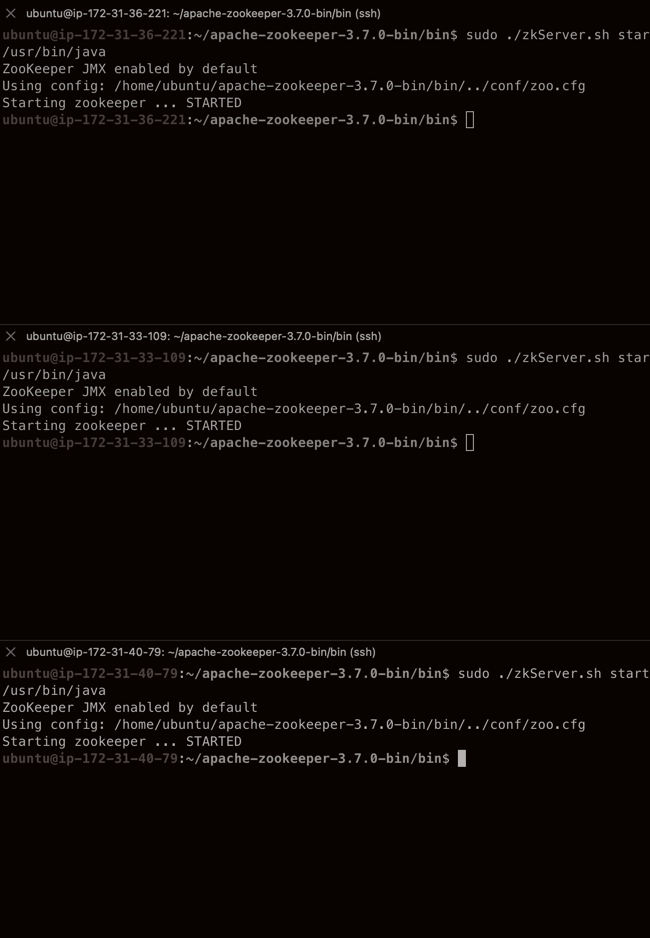 ubuntu@ip-172-31-36-221: ~/apache-zookeeper-3.7.0-bin/bin (ssh)
ubuntu@ip-172-31-36-221:~/apache-zookeeper-3.7.0-bin/bin$ sudo ./zkServer.sh star
/usr/bin/java
ZooKeeper JMX enabled by default
Using config: /home/ubuntu/apache-zookeeper-3.7.0-bin/bin/../conf/zoo.cfg
Starting zookeeper ... STARTED
ubuntu@ip-172-31-36-221:~/apache-zookeeper-3.7.0-bin/bin$
ubuntu@ip-172-31-33-109: ~/apache-zookeeper-3.7.0-bin/bin (ssh)
ubuntu@ip-172-31-33-109:~/apache-zookeeper-3.7.0-bin/bin$ sudo ./zkServer.sh star
/usr/bin/java
ZooKeeper JMX enabled by default
Using config: /home/ubuntu/apache-zookeeper-3.7.0-bin/bin/../conf/zoo.cfg
Starting zookeeper ... STARTED
ubuntu@ip-172-31-33-109:~/apache-zookeeper-3.7.0-bin/bin$
ubuntu@ip-172-31-40-79: ~/apache-zookeeper-3.7.0-bin/bin (ssh)
ubuntu@ip-172-31-40-79:~/apache-zookeeper-3.7.0-bin/bin$ sudo ./zkServer.sh start
/usr/bin/java
ZooKeeper JMX enabled by default
Using config: /home/ubuntu/apache-zookeeper-3.7.0-bin/bin/../conf/zoo.cfg
Starting zookeeper ... STARTED
ubuntu@ip-172-31-40-79:~/apache-zookeeper-3.7.0-bin/bin$